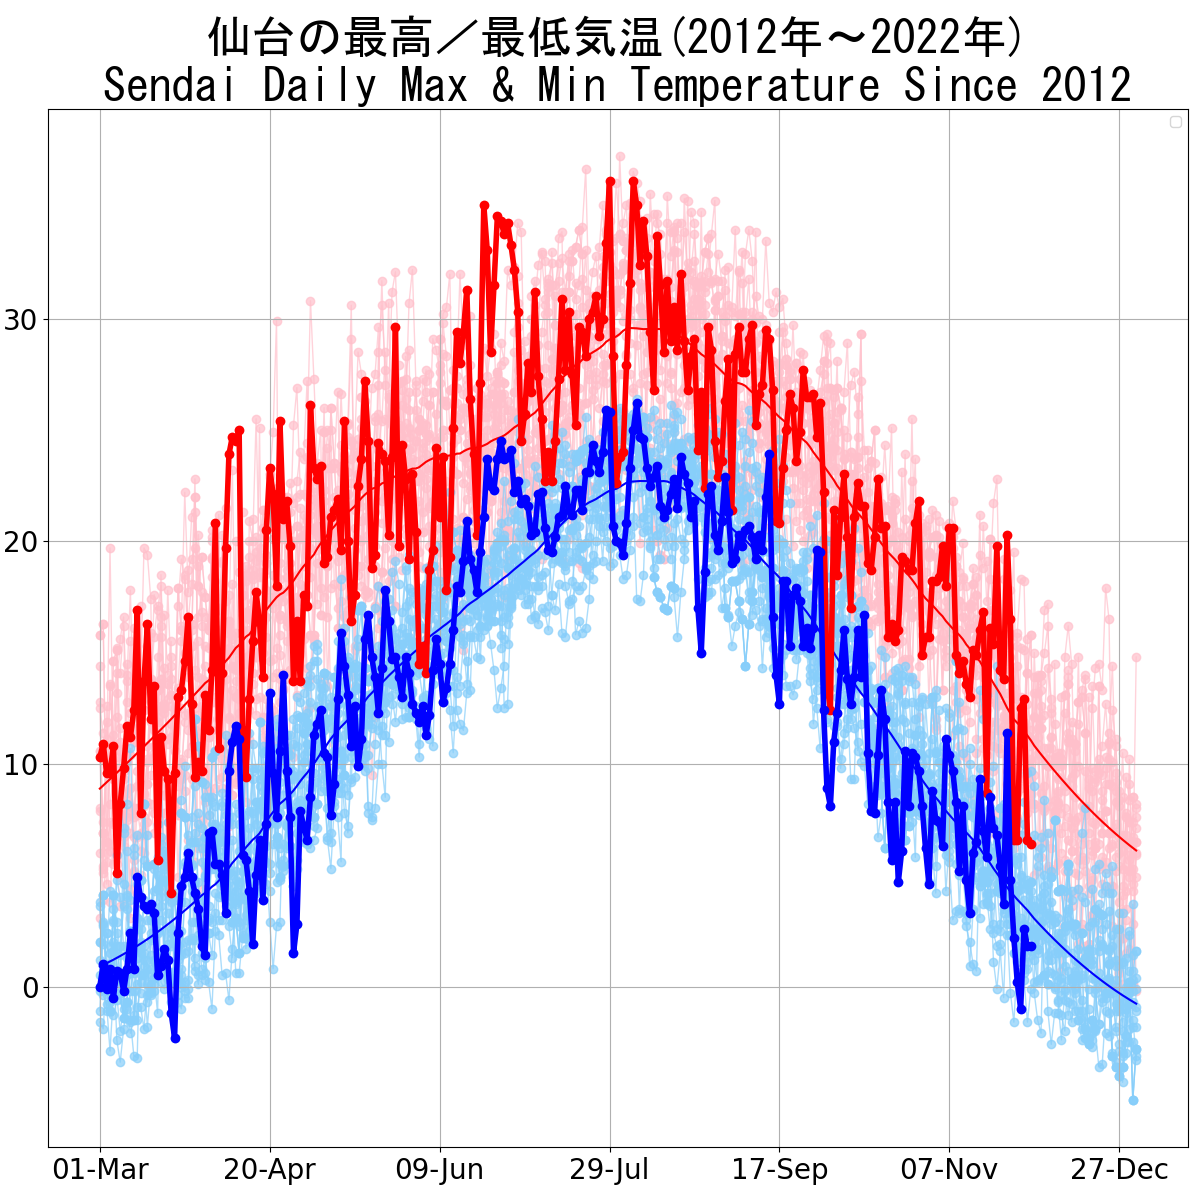 仙台の最高／最低気温(2012年～2022年)
Sendai Daily Max & Min Temperature Since 2012
30
20
10
0
01-Mar 20-Apr 09-Jun 29-Jul 17-Sep 07-Nov 27-Dec